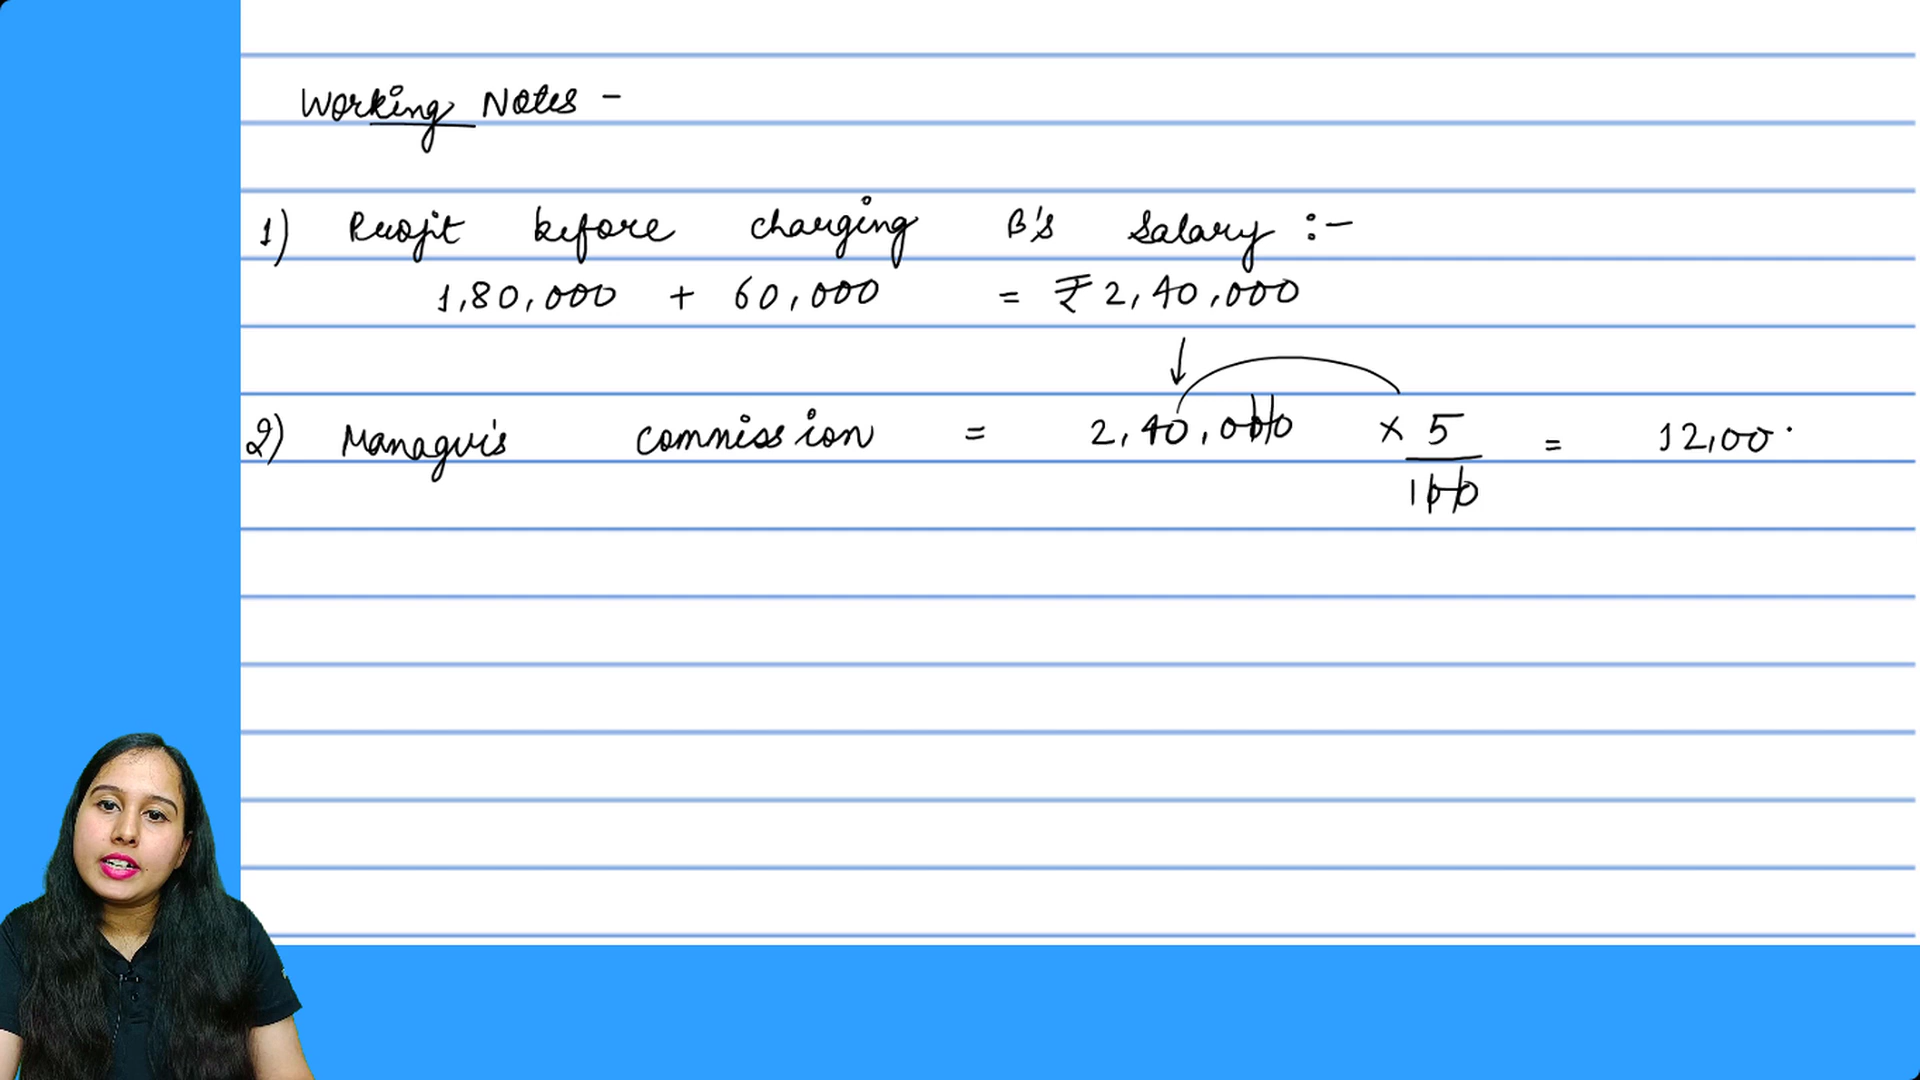 Working Notes -
1) Profit before charging B's Salary :-
1,80,000 + 60,000 = ₹ 2,40,000
2) Manager's commission = 2,40,000 × 5/100 = 12,00